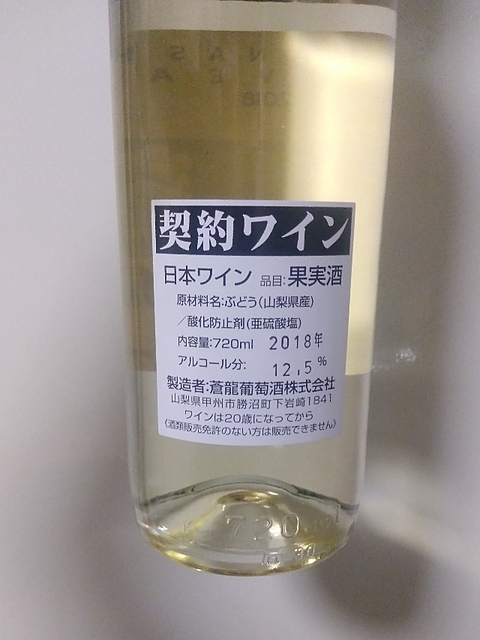 契約ワイン
日本ワイン 品目:果実酒
原材料名:ぶどう(山梨県産)
/酸化防止剤(亜硫酸塩)
内容量:720ml 2018年
アルコール分: 12.5%
製造者:蒼龍葡萄酒株式会社
山梨県甲州市勝沼町下岩崎1841
ワインは20歳になってから
(酒類販売免許のない方は販売できません)
720